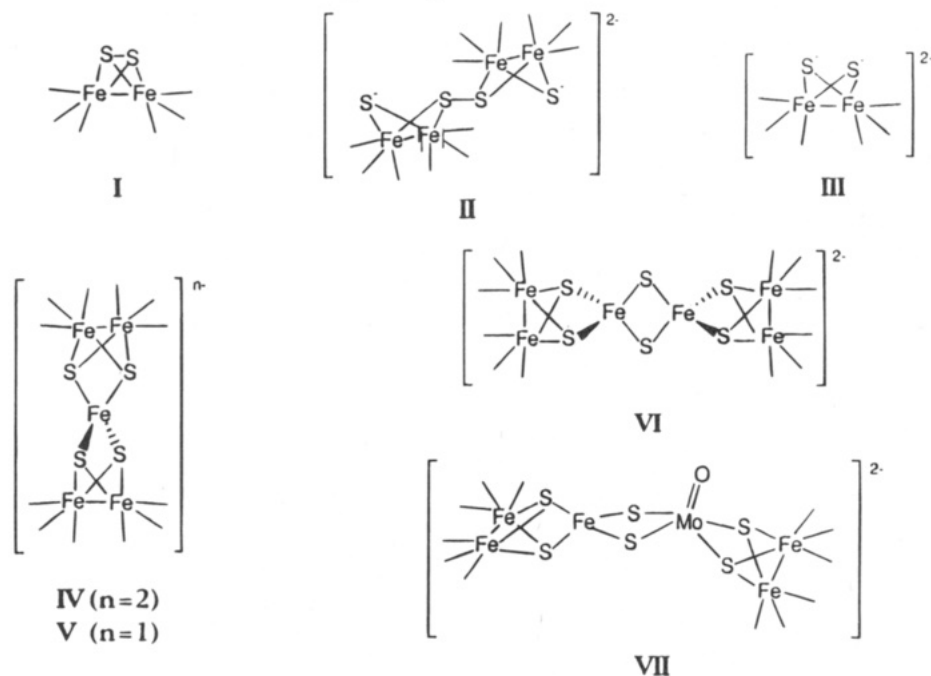 S S
Fe Fe
I
2-
Fe Fe
S- S S S-
Fe Fe
II
2-
S- S-
Fe Fe
III
n-
Fe Fe
S S
Fe
S S
Fe Fe
IV (n=2)
V (n=1)
2-
Fe S S S Fe
Fe Fe
Fe S S S Fe
VI
2-
O
Fe S Fe S Mo S Fe
Fe S S S Fe
VII